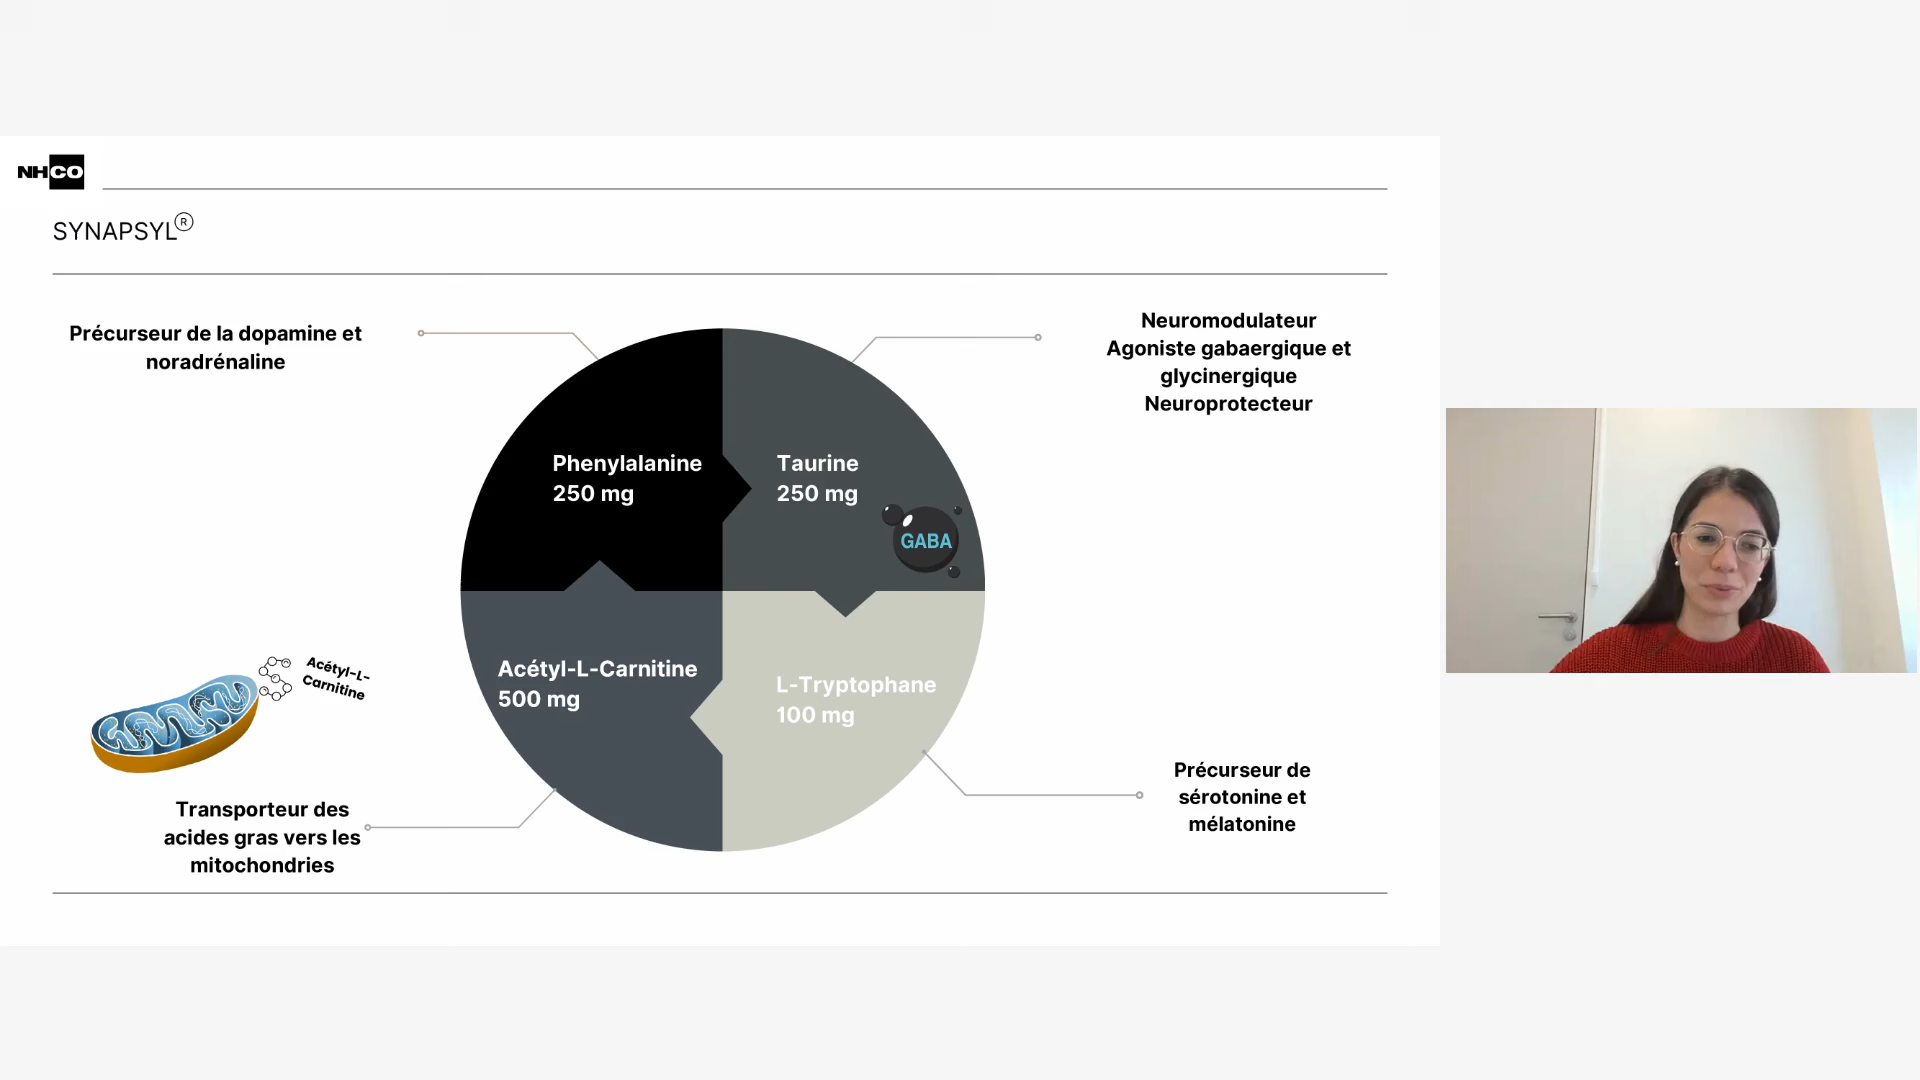 NHCO
SYNAPSYL®
Précurseur de la dopamine et
noradrénaline
Neuromodulateur
Agoniste gabaergique et
glycinergique
Neuroprotecteur
Phenylalanine
250 mg
Taurine
250 mg
GABA
Acétyl-L-Carnitine
500 mg
L-Tryptophane
100 mg
Acétyl-L-
Carnitine
Transporteur des
acides gras vers les
mitochondries
Précurseur de
sérotonine et
mélatonine